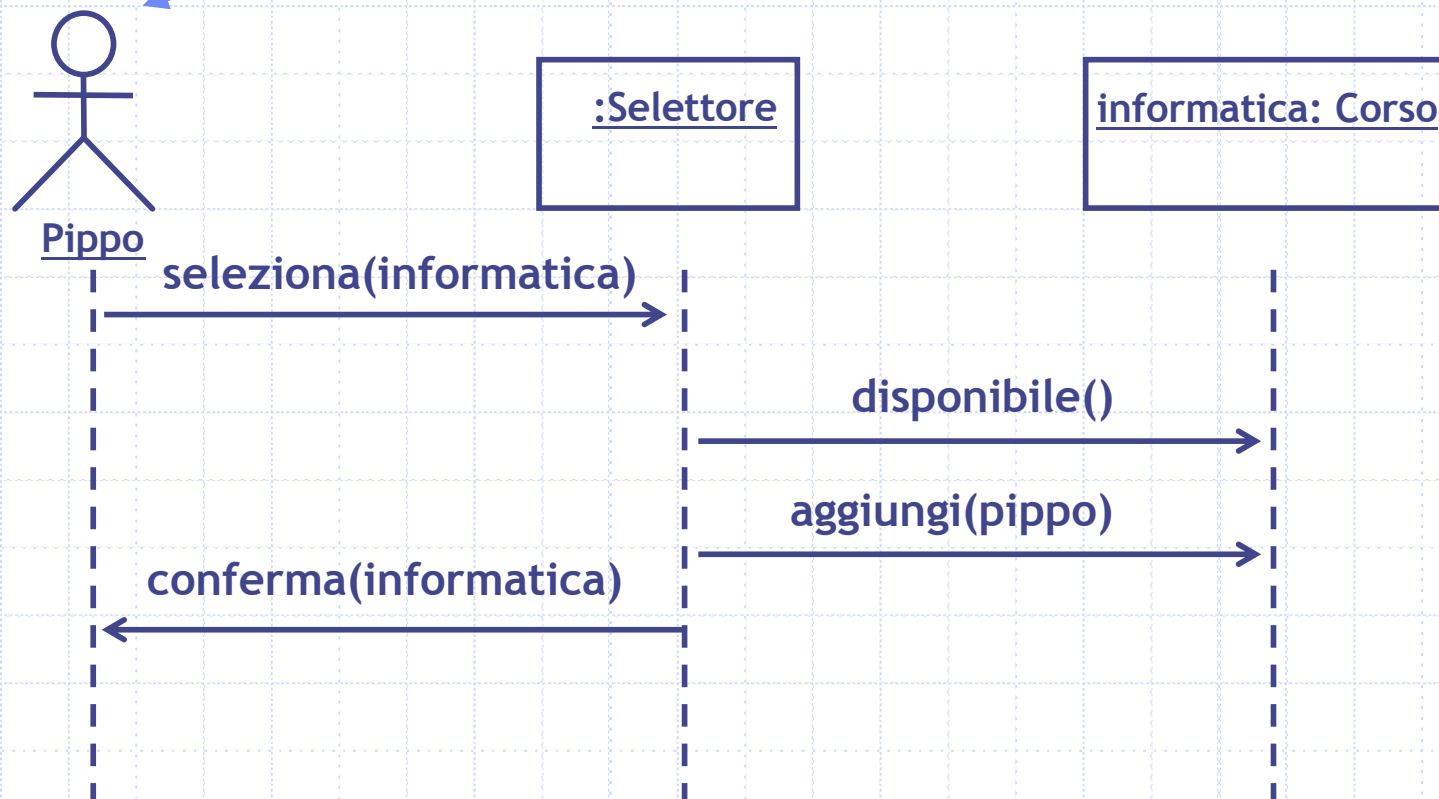 :Selettore
informatica: Corso
Pippo
seleziona(informatica)
disponibile()
aggiungi(pippo)
conferma(informatica)